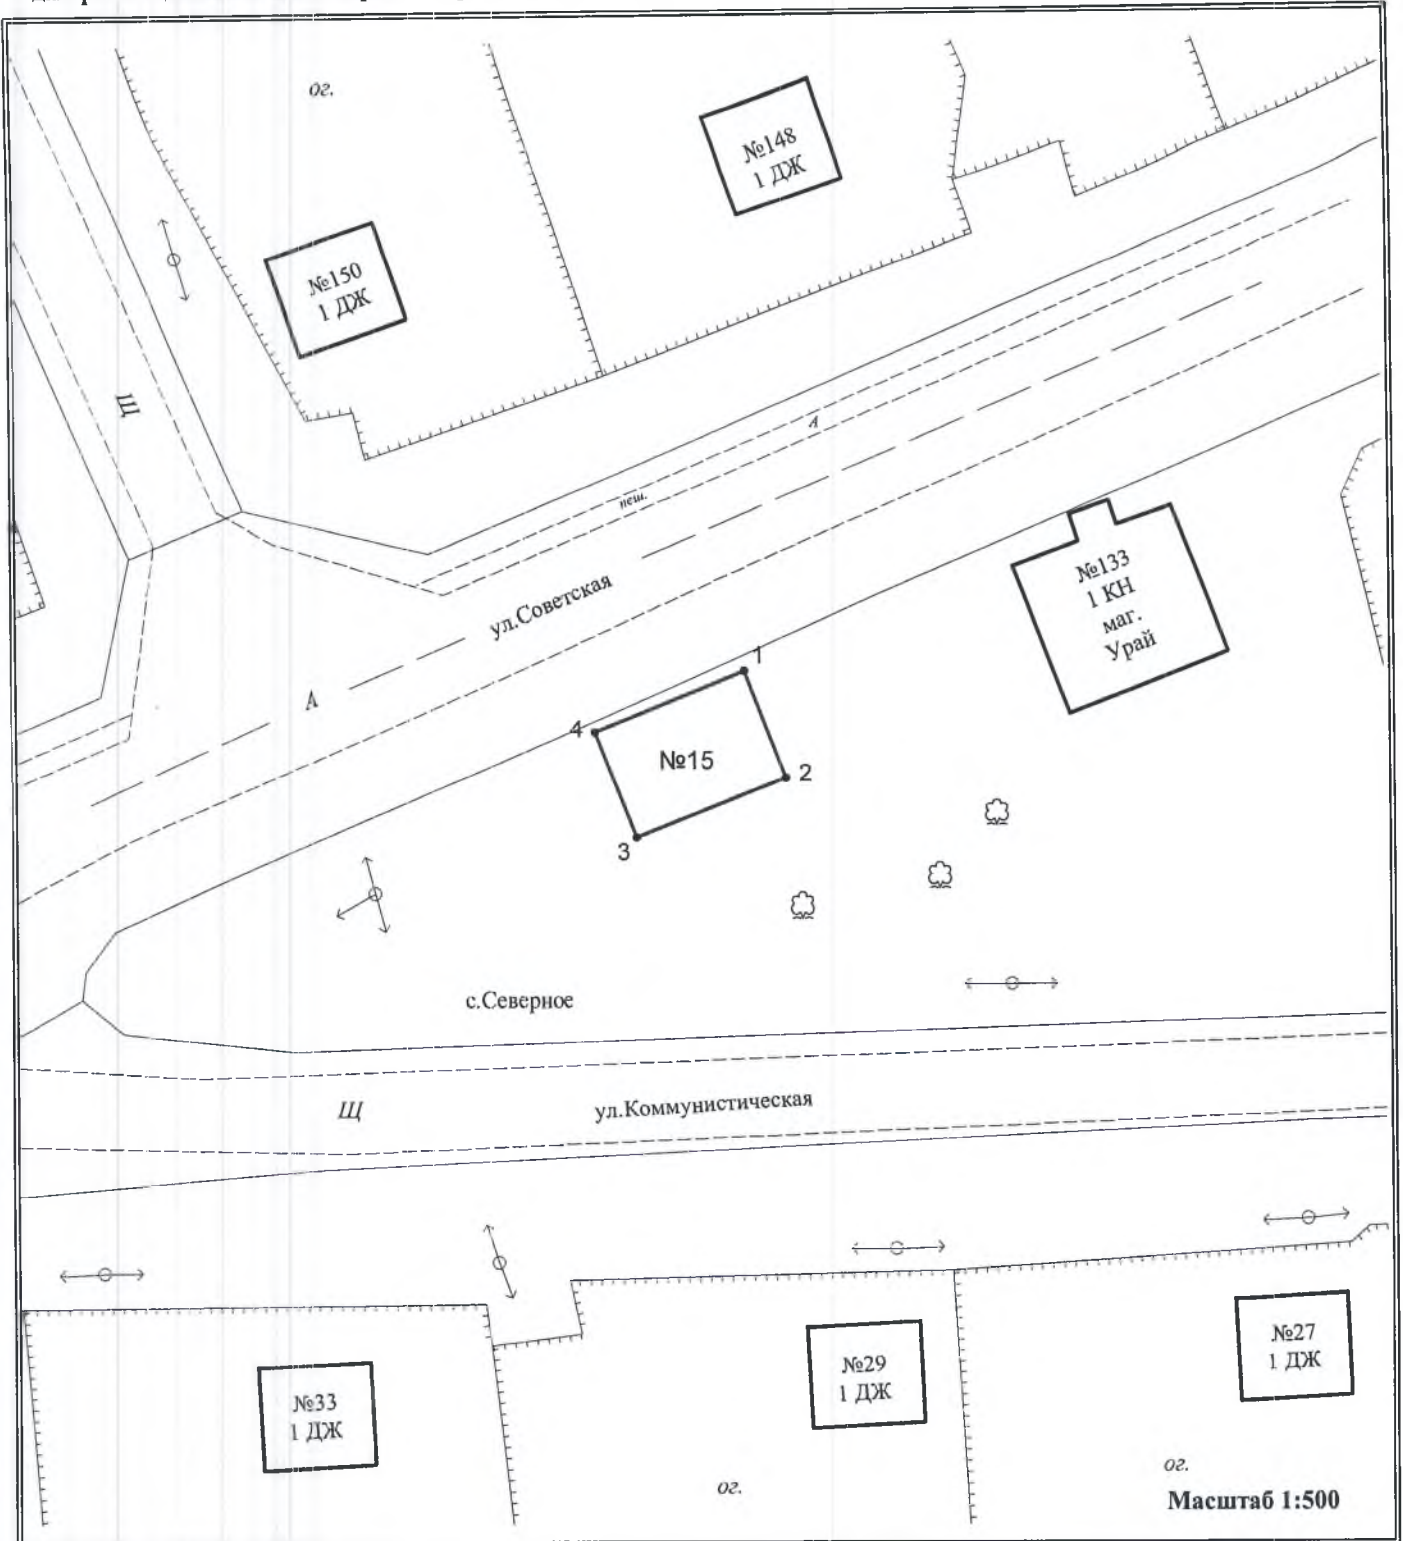 ог.
№148
1 ДЖ
№150
1 ДЖ
Щ
А
пеш.
№133
1 КН
маг.
Урай
ул.Советская
А
1
4
№15
2
3
с.Северное
Щ
ул.Коммунистическая
№27
1 ДЖ
№29
1 ДЖ
№33
1 ДЖ
ог.
ог.
Масштаб 1:500